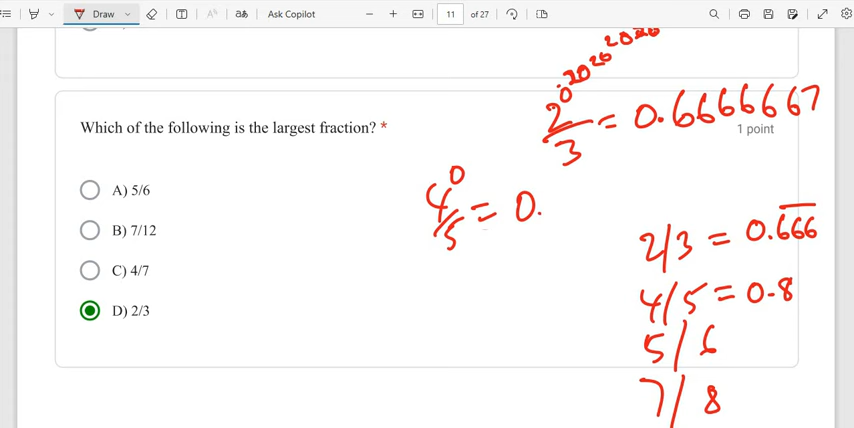 Draw
A
aあ
Ask Copilot
11 of 27
Which of the following is the largest fraction? *
1 point
A) 5/6
B) 7/12
C) 4/7
D) 2/3
2/3 = 0.6666667
4/5 = 0.
2/3 = 0.666
4/5 = 0.8
5/6
7/8